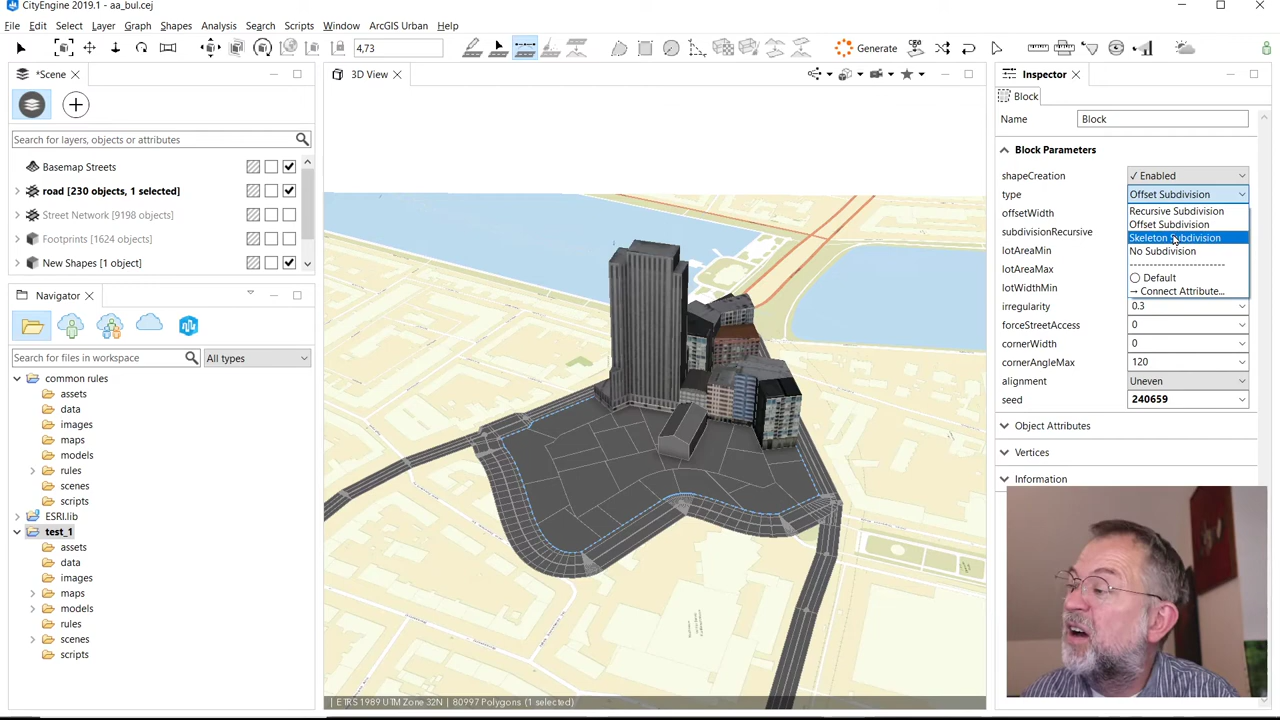 CityEngine 2019.1 - aa_bul.cej
File Edit Select Layer Graph Shapes Analysis Search Scripts Window ArcGIS Urban Help
4,73
Generate
*Scene
Search for layers, objects or attributes
Basemap Streets
road [230 objects, 1 selected]
Street Network [9198 objects]
Footprints [1624 objects]
New Shapes [1 object]
Navigator
Search for files in workspace
All types
common rules
assets
data
images
maps
models
rules
scenes
scripts
ESRI.lib
test_1
assets
data
images
maps
models
rules
scenes
scripts
3D View
ETRS 1989 UTM Zone 32N | 80997 Polygons (1 selected)
Inspector
Block
Name Block
Block Parameters
shapeCreation ✓ Enabled
type Offset Subdivision
offsetWidth
subdivisionRecursive
lotAreaMin
lotAreaMax
lotWidthMin
Recursive Subdivision
Offset Subdivision
Skeleton Subdivision
No Subdivision
Default
→ Connect Attribute...
irregularity 0.3
forceStreetAccess 0
cornerWidth 0
cornerAngleMax 120
alignment Uneven
seed 240659
Object Attributes
Vertices
Information